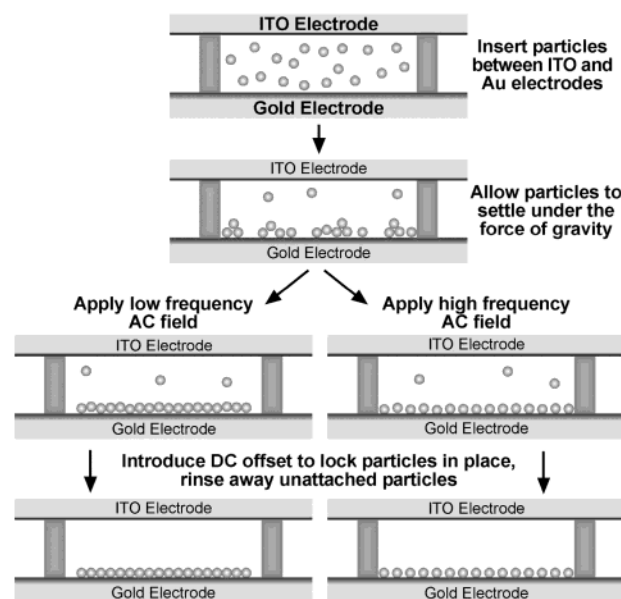 ITO Electrode
Insert particles
between ITO and
Au electrodes
Gold Electrode
ITO Electrode
Allow particles to
settle under the
force of gravity
Gold Electrode
Apply low frequency
AC field
Apply high frequency
AC field
ITO Electrode
ITO Electrode
Gold Electrode
Gold Electrode
Introduce DC offset to lock particles in place,
rinse away unattached particles
ITO Electrode
ITO Electrode
Gold Electrode
Gold Electrode